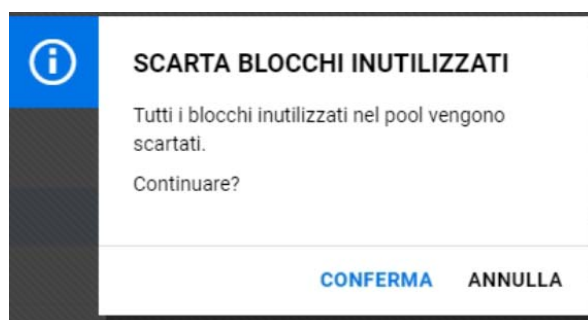 SCARTA BLOCCHI INUTILIZZATI
Tutti i blocchi inutilizzati nel pool vengono
scartati.
Continuare?
CONFERMA ANNULLA